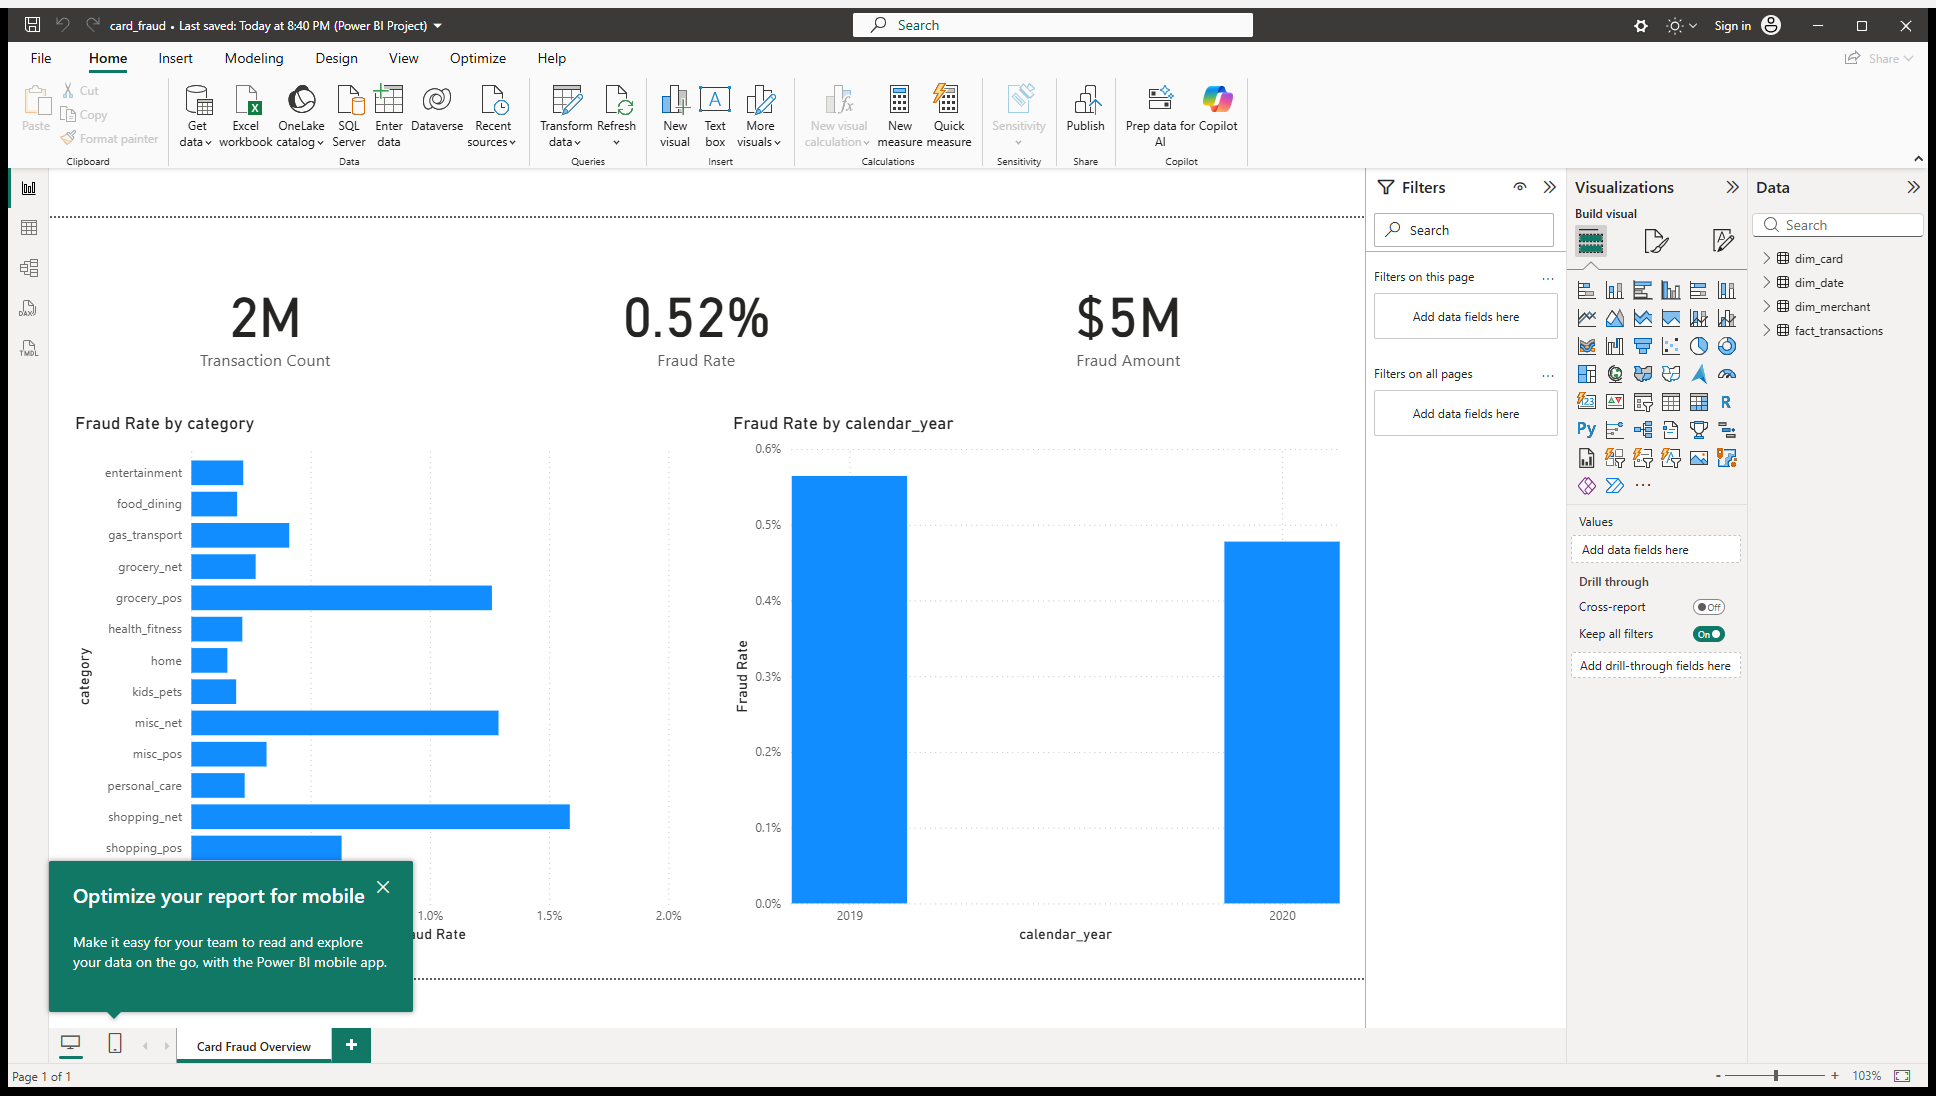 card_fraud • Last saved: Today at 8:40 PM (Power BI Project)
Search
Sign in
File Home Insert Modeling Design View Optimize Help
Share
Paste
Cut
Copy
Format painter
Clipboard
Get data
Excel workbook
OneLake catalog
SQL Server
Enter data
Dataverse
Recent sources
Data
Transform data
Refresh
Queries
New visual
Text box
More visuals
Insert
New visual calculation
New measure
Quick measure
Calculations
Sensitivity
Sensitivity
Publish
Share
Prep data for AI
Copilot
Copilot
DAX
TMDL
2M
Transaction Count
0.52%
Fraud Rate
$5M
Fraud Amount
Fraud Rate by category
category
entertainment
food_dining
gas_transport
grocery_net
grocery_pos
health_fitness
home
kids_pets
misc_net
misc_pos
personal_care
shopping_net
shopping_pos
1.0% 1.5% 2.0%
aud Rate
Fraud Rate by calendar_year
Fraud Rate
0.6%
0.5%
0.4%
0.3%
0.2%
0.1%
0.0%
2019 2020
calendar_year
Optimize your report for mobile
Make it easy for your team to read and explore
your data on the go, with the Power BI mobile app.
Card Fraud Overview
Page 1 of 1
Filters
Search
Filters on this page
Add data fields here
Filters on all pages
Add data fields here
Visualizations
Build visual
123
R
Py
Values
Add data fields here
Drill through
Cross-report
Off
Keep all filters
On
Add drill-through fields here
Data
Search
dim_card
dim_date
dim_merchant
fact_transactions
- + 103%